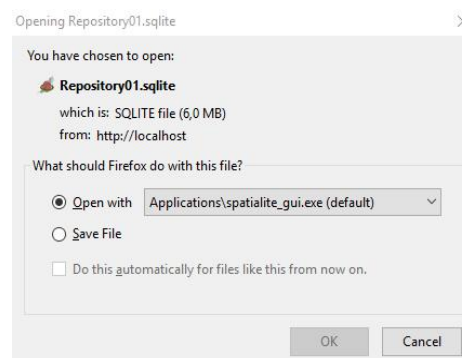 Opening Repository01.sqlite
You have chosen to open:
Repository01.sqlite
which is: SQLITE file (6,0 MB)
from: http://localhost
What should Firefox do with this file?
Open with Applications\spatialite_gui.exe (default)
Save File
Do this automatically for files like this from now on.
OK Cancel